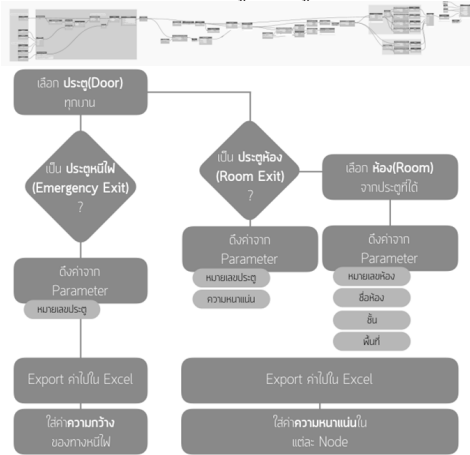 เลือก ประตู(Door)
ทุกบาน
เป็น ประตูหนีไฟ
(Emergency Exit)
?
ดึงค่าจาก
Parameter
หมายเลขประตู
Export ค่าไปใน Excel
ใส่ค่าความกว้าง
ของทางหนีไฟ
เป็น ประตูห้อง
(Room Exit)
?
ดึงค่าจาก
Parameter
หมายเลขประตู
ความหนาแน่น
เลือก ห้อง(Room)
จากประตูที่ได้
ดึงค่าจาก
Parameter
หมายเลขห้อง
ชื่อห้อง
ชั้น
พื้นที่
Export ค่าไปใน Excel
ใส่ค่าความหนาแน่นใน
แต่ละ Node